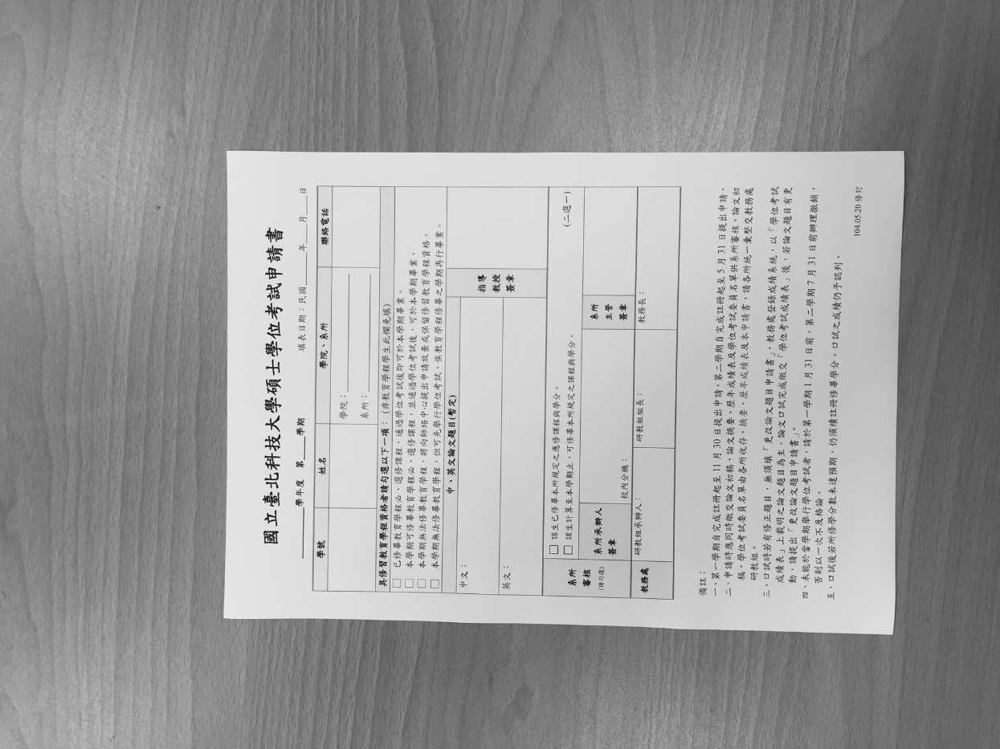 國立臺北科技大學碩士學位考試申請書
學年度 第 學期 填表日期：民國 年 月 日
學號 姓名 學院、系所 聯絡電話
學院：
系所：
具修習教育學程資格者請勾選以下一項：（非教育學程學生此欄免填）
□ 已修畢教育學程必、選修課程，通過學位考試後即可於本學期畢業。
□ 本學期可修畢教育學程必、選修課程，並通過學位考試後，可於本學期畢業。
□ 本學期無法修畢教育學程，將向師培中心提出申請放棄或保留修習教育學程資格。
□ 本學期無法修畢教育學程，但可先舉行學位考試，俟教育學程修畢之學期再行畢業。
中、英文論文題目(暫定)
中文：
英文：
指導
教授
簽章
系所
審核
(請勾選)
□ 該生已修畢本所規定之應修課程與學分。
□ 該生計算至本學期止，可修畢本所規定之課程與學分。
(二選一)
系所承辦人
簽章
校內分機：
系所
主管
簽章
教務處
研教組承辦人：
研教組組長：
教務長：
備註：
一、第一學期自完成註冊起至 11 月 30 日提出申請，第二學期自完成註冊起至 5 月 31 日提出申請。
二、申請時應同時繳交論文初稿、論文摘要、歷年成績表及學位考試委員名單供系所審核。論文初
稿、學位考試委員名單由各所收存。摘要、歷年成績表及本申請書，請各所統一彙整交教務處
研教組。
三、口試時若有修正題目，無須填「更改論文題目申請書」，教務處登錄成績系統，以「學位考試
成績表」上載明之論文題目為主。論文口試完成繳交「學位考試成績表」後，若論文題目有更
動，請提出「更改論文題目申請書」。
四、未能於當學期舉行學位考試者，請於第一學期 1 月 31 日前，第二學期 7 月 31 日前辦理撤銷，
否則以一次不及格論。
五、口試後若所修學分數未達預期，仍須續註冊修畢學分。口試之成績仍予認列。
104.05.20 修訂